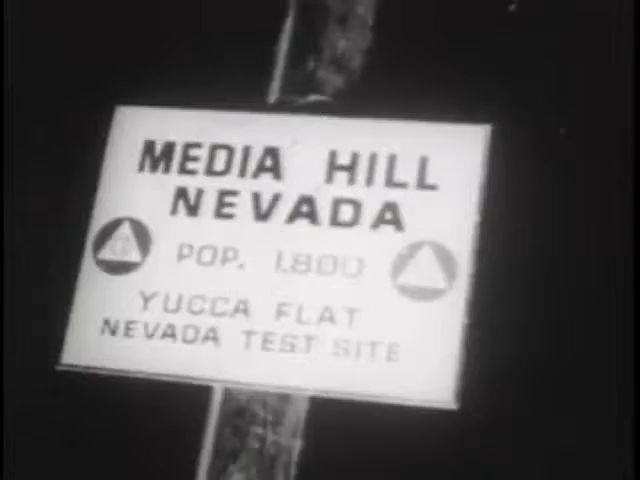 MEDIA HILL
NEVADA
POP. 1,800
YUCCA FLAT
NEVADA TEST SITE